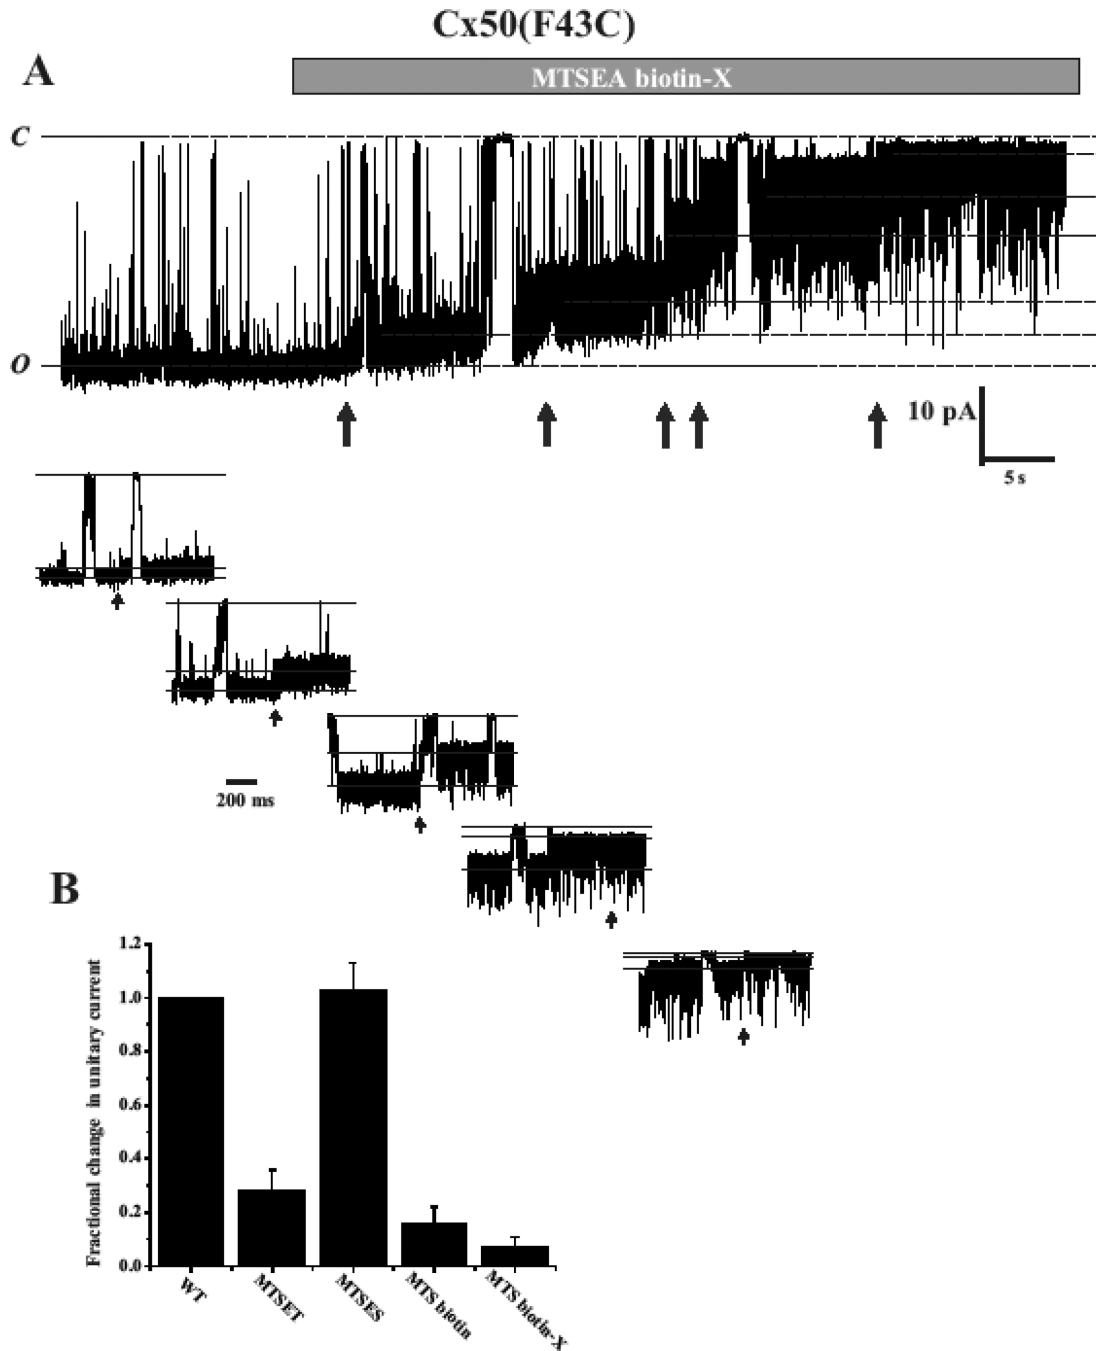 Cx50(F43C)
A
MTSEA biotin-X
C
O
10 pA
5 s
200 ms
B
Fractional change in unitary current
1.2
1.0
0.8
0.6
0.4
0.2
0.0
WT
MTSET
MTSES
MTS biotin
MTS biotin-X